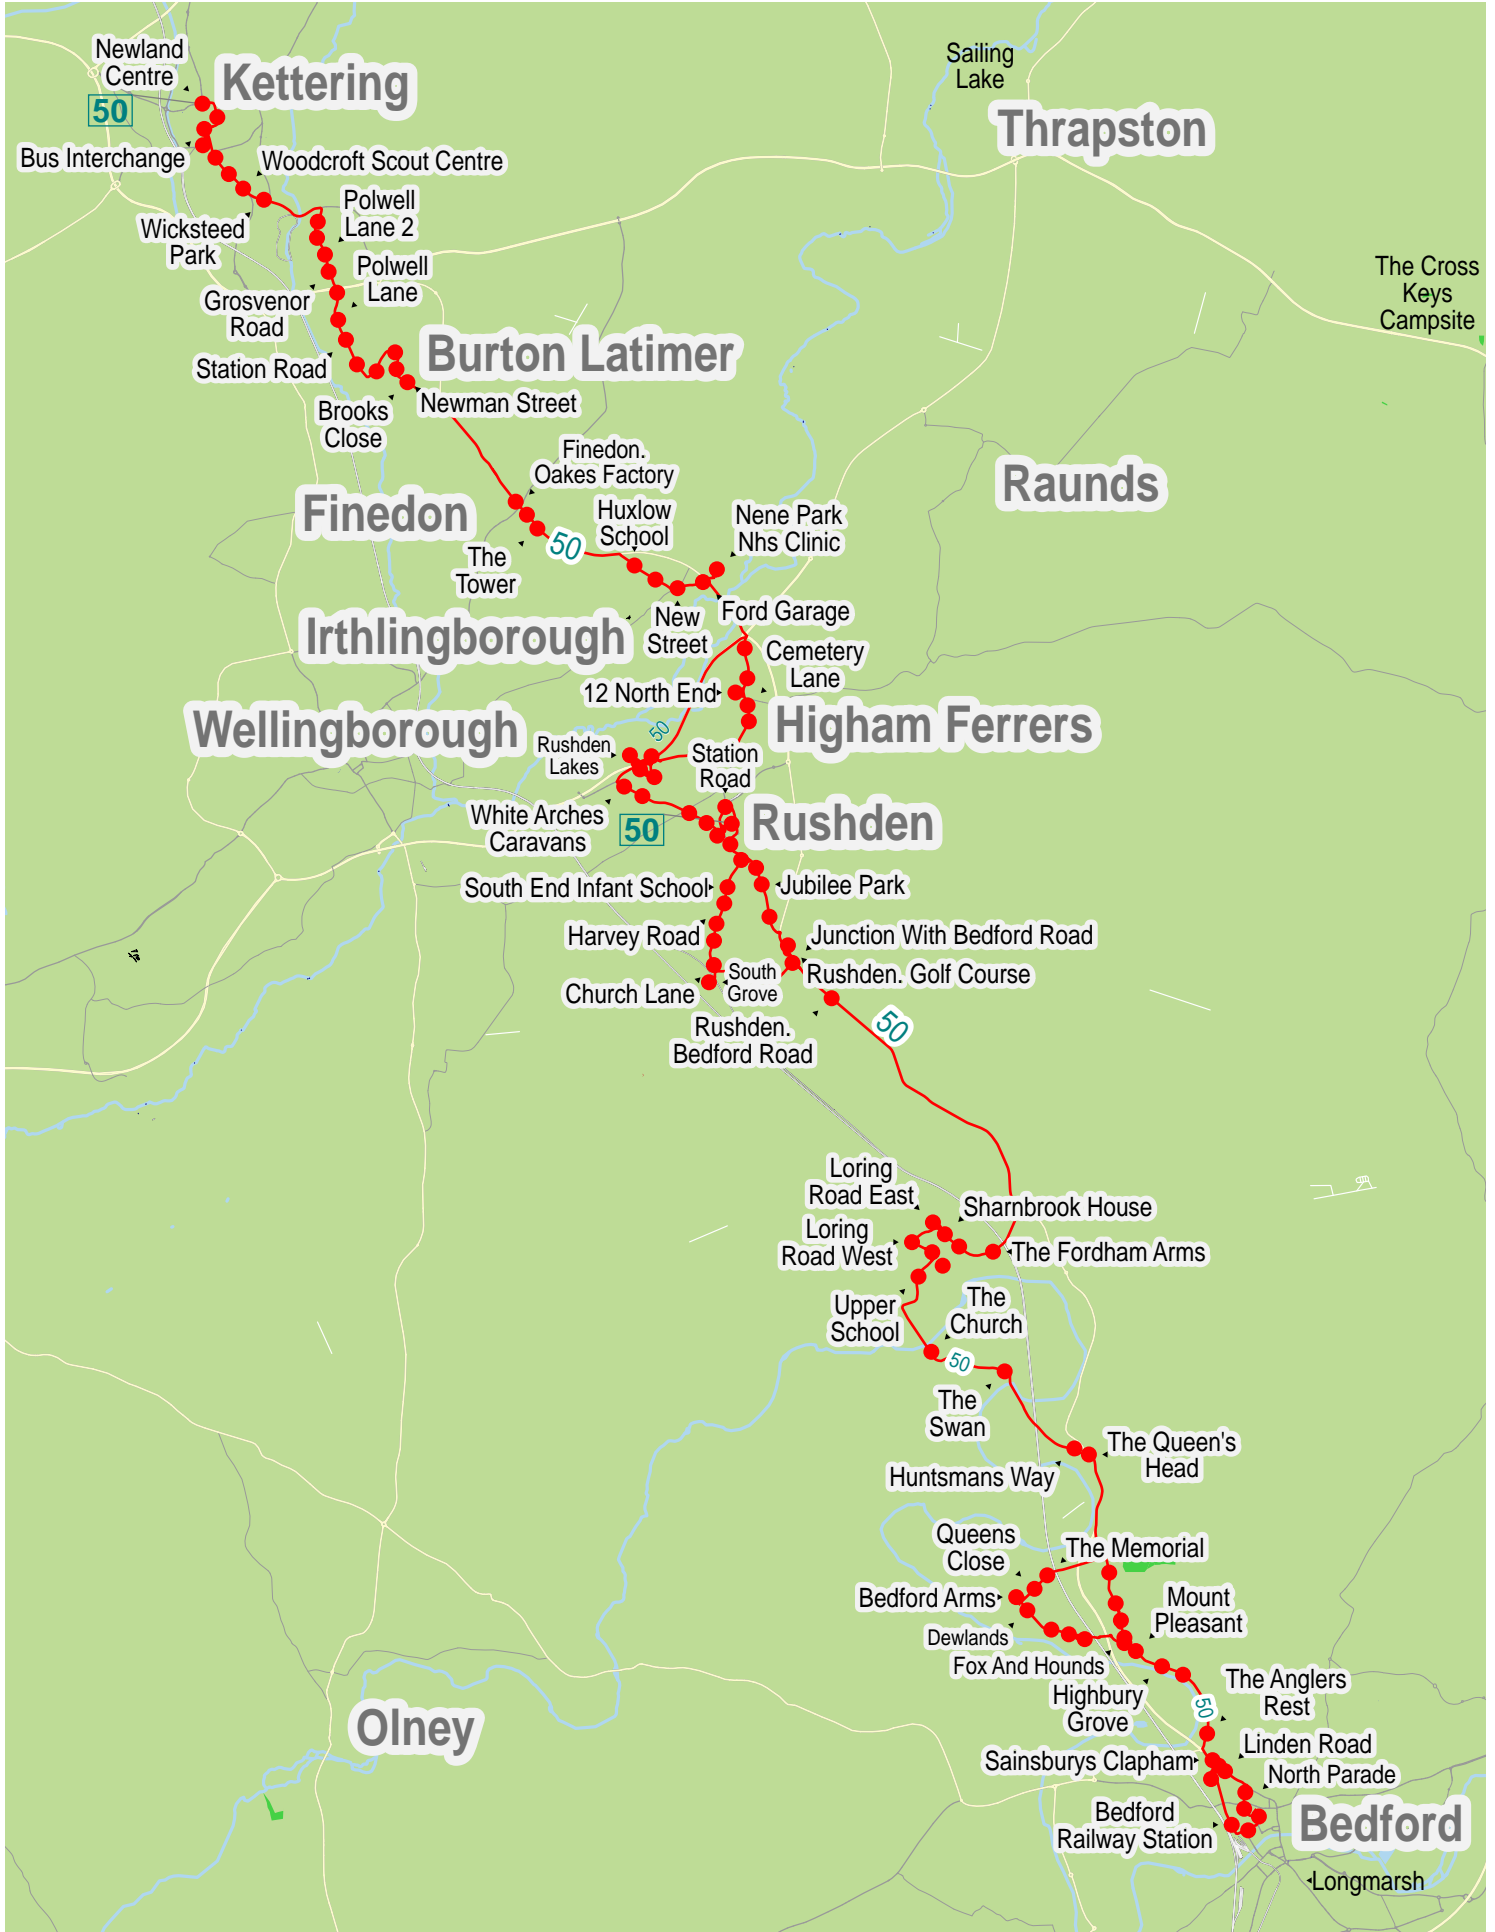 Newland
Centre
Kettering
50
Sailing
Lake
Thrapston
Bus Interchange
Woodcroft Scout Centre
Wicksteed
Park
Polwell
Lane 2
Polwell
Lane
Grosvenor
Road
The Cross
Keys
Campsite
Station Road
Burton Latimer
Brooks
Close
Newman Street
Finedon.
Oakes Factory
Raunds
Finedon
Huxlow
School
Nene Park
Nhs Clinic
50
The
Tower
Irthlingborough
New
Street
Ford Garage
Cemetery
Lane
12 North End
Wellingborough
Higham Ferrers
50
Rushden
Lakes
Station
Road
White Arches
Caravans
50
Rushden
South End Infant School
Jubilee Park
Harvey Road
Junction With Bedford Road
Rushden. Golf Course
Church Lane
South
Grove
Rushden.
Bedford Road
50
Loring
Road East
Sharnbrook House
Loring
Road West
The Fordham Arms
Upper
School
The
Church
50
The
Swan
The Queen's
Head
Huntsmans Way
Queens
Close
The Memorial
Bedford Arms
Mount
Pleasant
Dewlands
Fox And Hounds
Highbury
Grove
The Anglers
Rest
50
Olney
Linden Road
Sainsburys Clapham
North Parade
Bedford
Railway Station
Bedford
Longmarsh